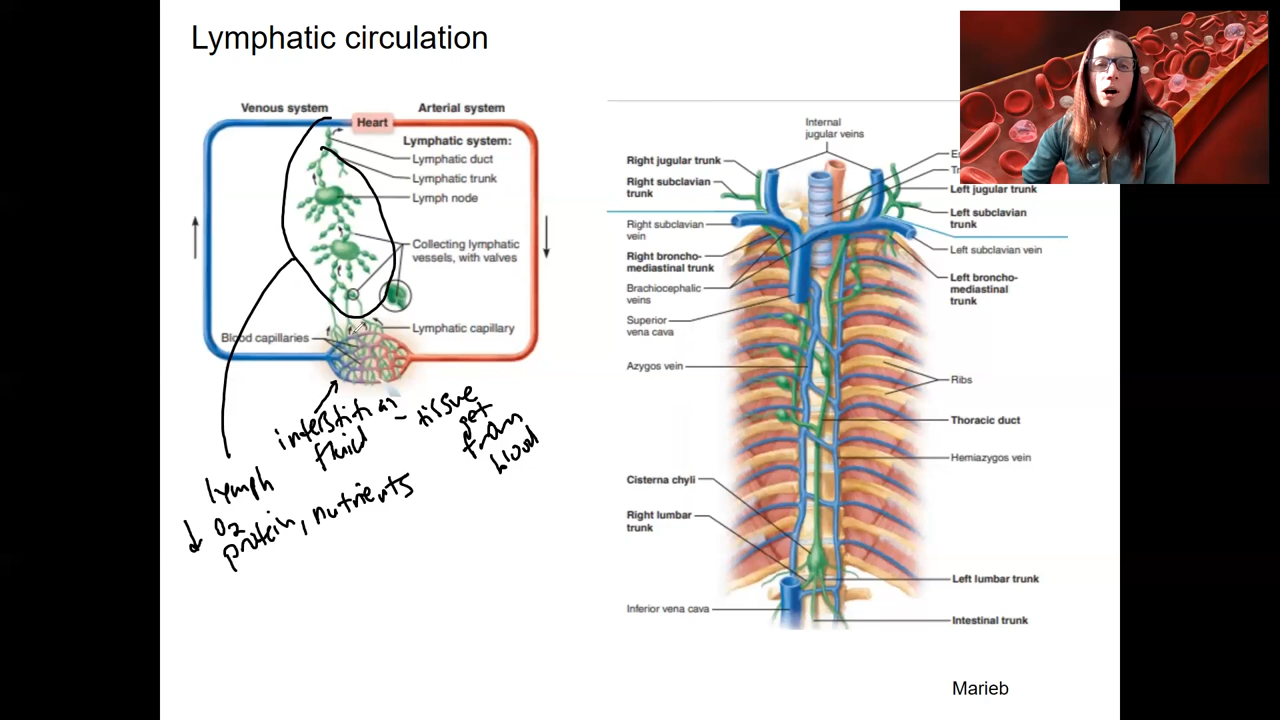 Lymphatic circulation
Venous system
Arterial system
Heart
Lymphatic system:
Lymphatic duct
Lymphatic trunk
Lymph node
Collecting lymphatic
vessels, with valves
Lymphatic capillary
Blood capillaries
interstitial
fluid
~ tissue
get
from
blood
lymph
↓ O2
protein, nutrients
Internal
jugular veins
Right jugular trunk
Right subclavian
trunk
Right subclavian
vein
Right broncho-
mediastinal trunk
Brachiocephalic
veins
Superior
vena cava
Azygos vein
Cisterna chyli
Right lumbar
trunk
Inferior vena cava
Left jugular trunk
Left subclavian
trunk
Left subclavian vein
Left broncho-
mediastinal
trunk
Ribs
Thoracic duct
Hemiazygos vein
Left lumbar trunk
Intestinal trunk
Marieb